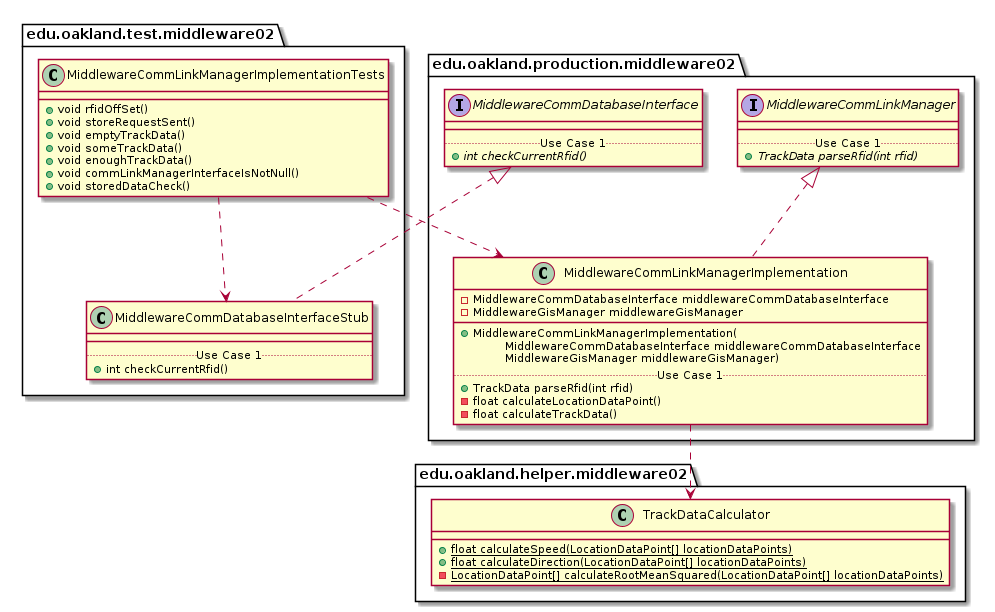 edu.oakland.test.middleware02
C MiddlewareCommLinkManagerImplementationTests
void rfidOffSet()
void storeRequestSent()
void emptyTrackData()
void someTrackData()
void enoughTrackData()
void commLinkManagerInterfaceIsNotNull()
void storedDataCheck()
C MiddlewareCommDatabaseInterfaceStub
Use Case 1
int checkCurrentRfid()
edu.oakland.production.middleware02
I MiddlewareCommDatabaseInterface
Use Case 1
int checkCurrentRfid()
I MiddlewareCommLinkManager
Use Case 1
TrackData parseRfid(int rfid)
C MiddlewareCommLinkManagerImplementation
MiddlewareCommDatabaseInterface middlewareCommDatabaseInterface
MiddlewareGisManager middlewareGisManager
MiddlewareCommLinkManagerImplementation(
MiddlewareCommDatabaseInterface middlewareCommDatabaseInterface
MiddlewareGisManager middlewareGisManager)
Use Case 1
TrackData parseRfid(int rfid)
float calculateLocationDataPoint()
float calculateTrackData()
edu.oakland.helper.middleware02
C TrackDataCalculator
float calculateSpeed(LocationDataPoint[] locationDataPoints)
float calculateDirection(LocationDataPoint[] locationDataPoints)
LocationDataPoint[] calculateRootMeanSquared(LocationDataPoint[] locationDataPoints)